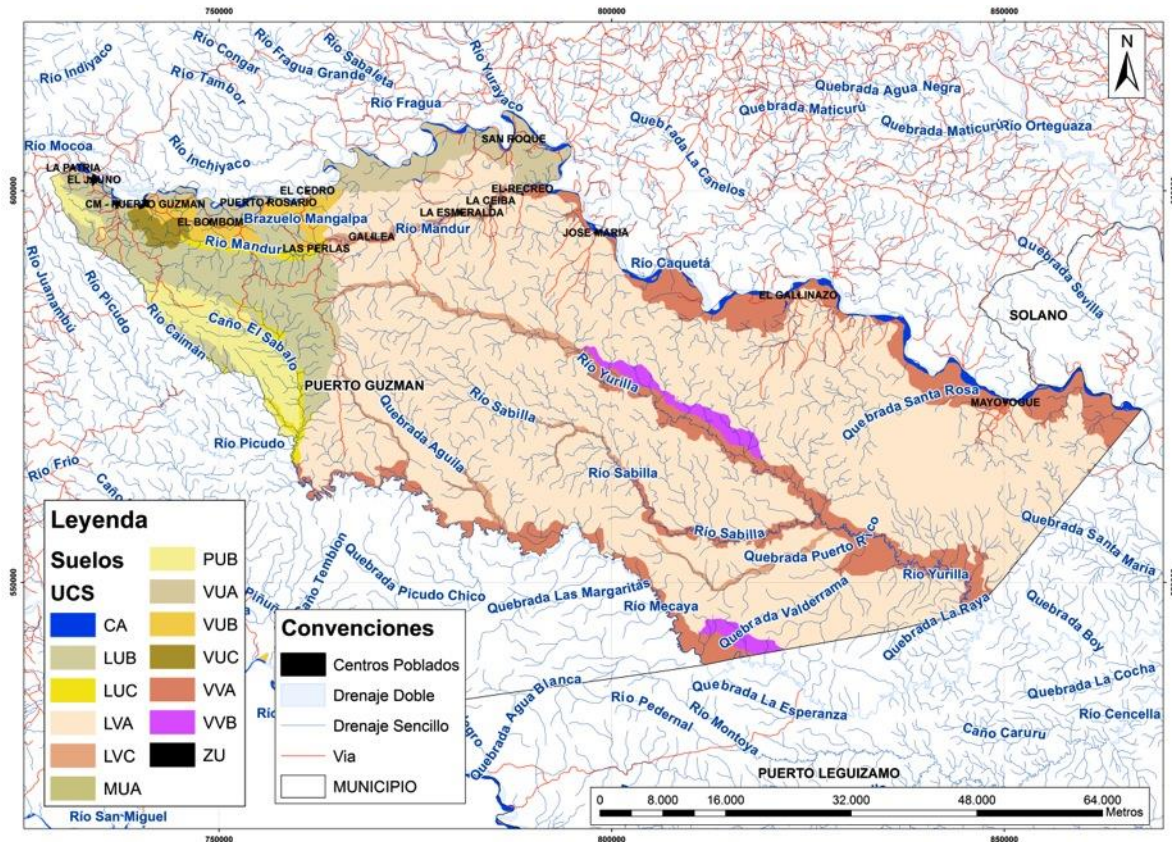 750000
800000
850000
N
Río Indiyaco
Río Congar
Río Fragua Grande
Río Sabaleta
Río Yurayaco
Río Tambor
Río Fragua
Quebrada Agua Negra
Quebrada Maticurú
Quebrada Maticurú
Río Orteguaza
Río Mocoa
Río Inchiyaco
SAN ROQUE
Quebrada La Canelos
LA PATRIA
600000
EL CEDRO
EL RECREO
CM - PUERTO GUZMAN
PUERTO ROSARIO
LA CEIBA
Brazuelo Mangalpa
LA ESMERALDA
EL BOMBOM
Río Mandur
Río Mandur
GALILEA
LAS PERLAS
JOSE MARIA
Río Juanambú
Río Picudo
Río Caquetá
Quebrada Sevilla
Río Caimán
Caño El Sabalo
EL GALLINAZO
SOLANO
PUERTO GUZMAN
Río Yurilla
Quebrada Santa Rosa
MAYOYOGUE
Río Sabilla
Quebrada Aguila
Río Picudo
Río Frio
Río Sabilla
Río Sabilla
Quebrada Puerto Rico
Quebrada Santa Maria
Caño Temblon
Quebrada Picudo Chico
Quebrada Las Margaritas
Río Yurilla
550000
Río Mecaya
Quebrada Valderrama
Quebrada La Raya
Quebrada Boy
Quebrada Agua Blanca
Quebrada La Esperanza
Quebrada La Cocha
Río Pedernal
Río Montoya
Río Cencella
Caño Caruru
PUERTO LEGUIZAMO
Río San Miguel
Leyenda
Suelos
UCS
CA
LUB
LUC
LVA
LVC
MUA
PUB
VUA
VUB
VUC
VVA
VVB
ZU
Convenciones
Centros Poblados
Drenaje Doble
Drenaje Sencillo
Via
MUNICIPIO
0 8.000 16.000 32.000 48.000 64.000
Metros
750000
800000
850000